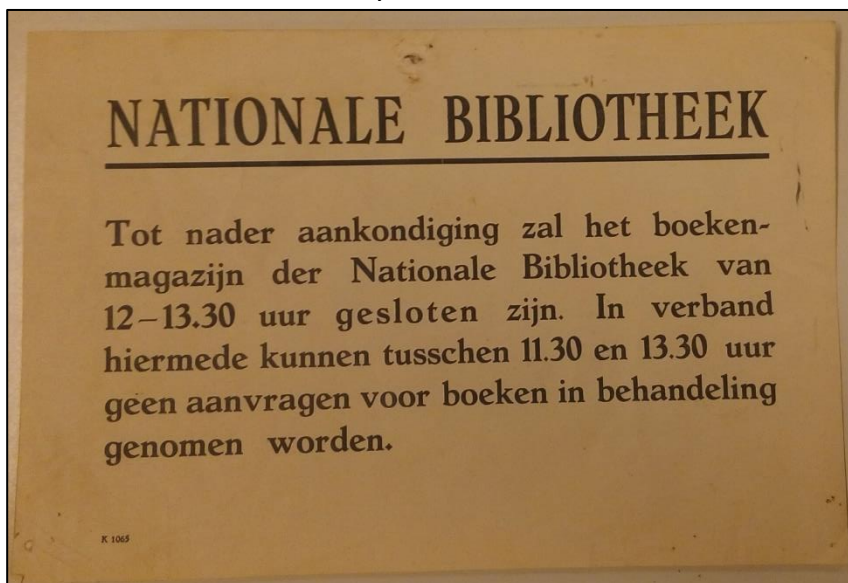 NATIONALE BIBLIOTHEEK
Tot nader aankondiging zal het boeken-
magazijn der Nationale Bibliotheek van
12–13.30 uur gesloten zijn. In verband
hiermede kunnen tusschen 11.30 en 13.30 uur
geen aanvragen voor boeken in behandeling
genomen worden.
K 1065